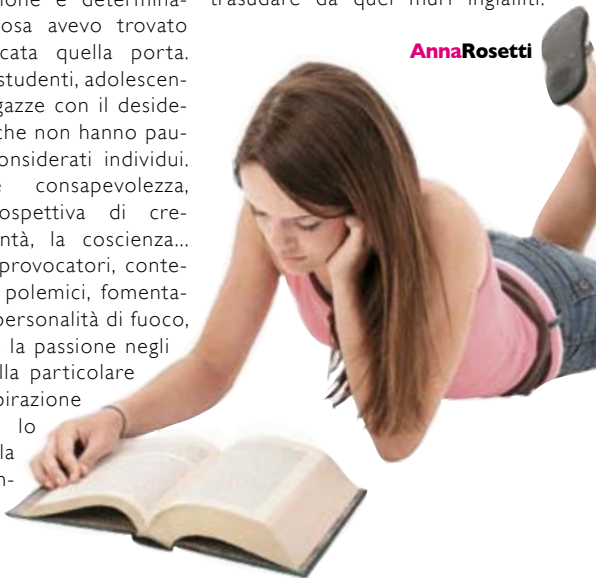 ione e determina-
osa avevo trovato
cata quella porta.
studenti, adolescen-
gazze con il deside-
che non hanno pau-
onsiderati individui.
e consapevolezza,
ospettiva di cre-
ntà, la coscienza...
provocatori, conte-
polemici, fomenta-
personalità di fuoco,
la passione negli
lla particolare
pirazione
lo
la
n-
trasudare da quei muri ingialliti.
AnnaRosetti